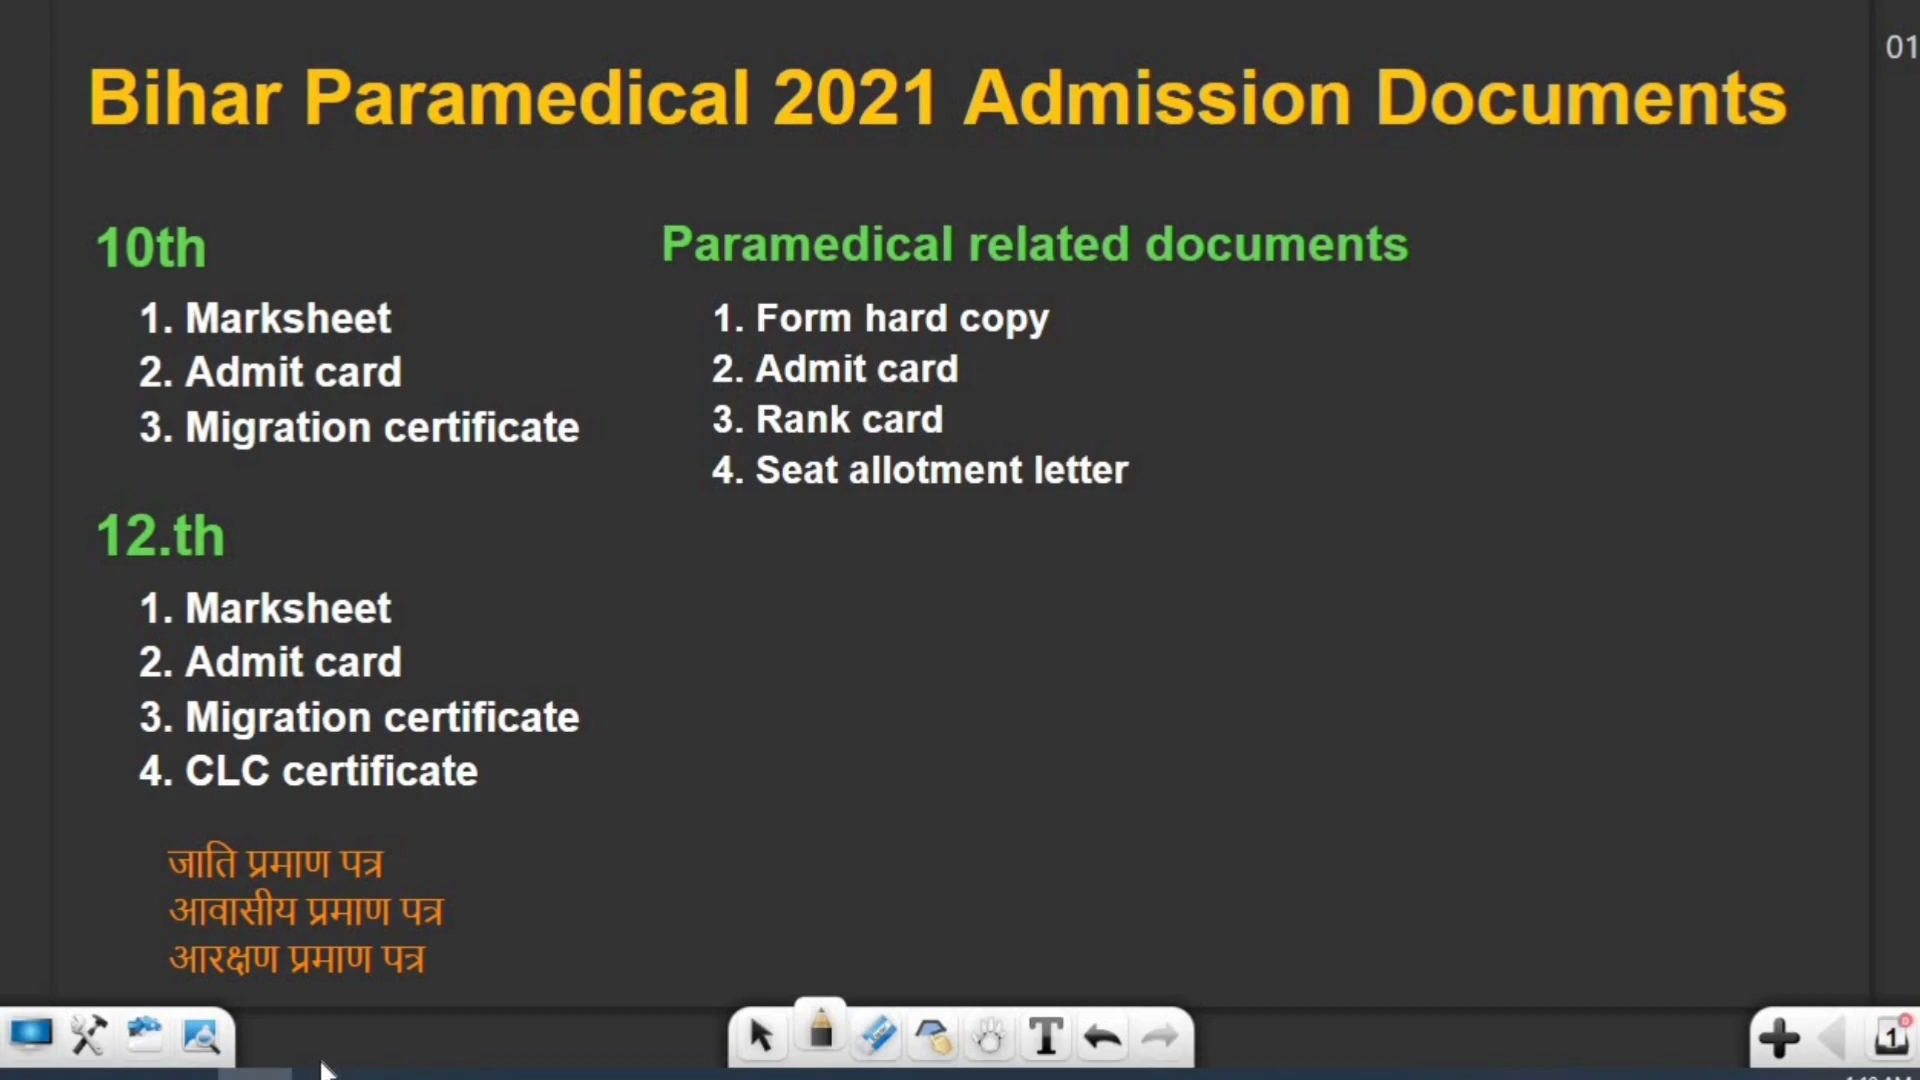 Bihar Paramedical 2021 Admission Documents
01
10th
1. Marksheet
2. Admit card
3. Migration certificate
12.th
1. Marksheet
2. Admit card
3. Migration certificate
4. CLC certificate
जाति प्रमाण पत्र
आवासीय प्रमाण पत्र
आरक्षण प्रमाण पत्र
Paramedical related documents
1. Form hard copy
2. Admit card
3. Rank card
4. Seat allotment letter
T
1